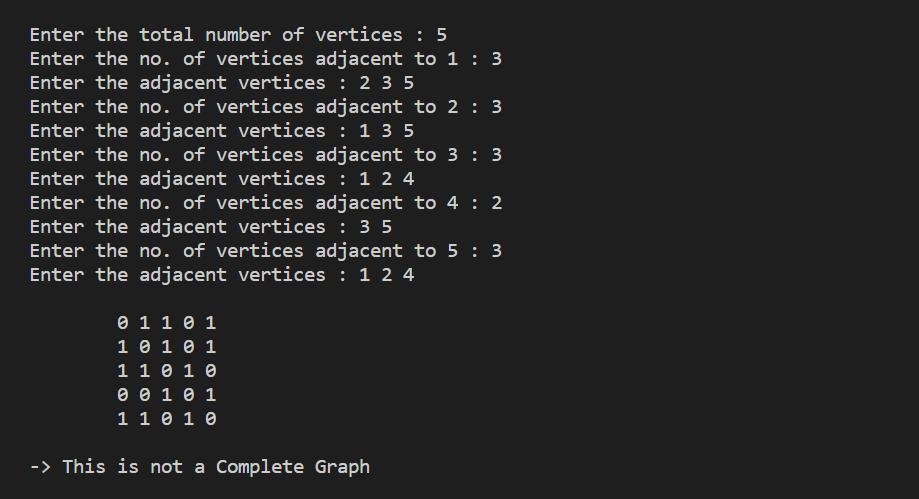 Enter the total number of vertices : 5
Enter the no. of vertices adjacent to 1 : 3
Enter the adjacent vertices : 2 3 5
Enter the no. of vertices adjacent to 2 : 3
Enter the adjacent vertices : 1 3 5
Enter the no. of vertices adjacent to 3 : 3
Enter the adjacent vertices : 1 2 4
Enter the no. of vertices adjacent to 4 : 2
Enter the adjacent vertices : 3 5
Enter the no. of vertices adjacent to 5 : 3
Enter the adjacent vertices : 1 2 4
0 1 1 0 1
1 0 1 0 1
1 1 0 1 0
0 0 1 0 1
1 1 0 1 0
-> This is not a Complete Graph